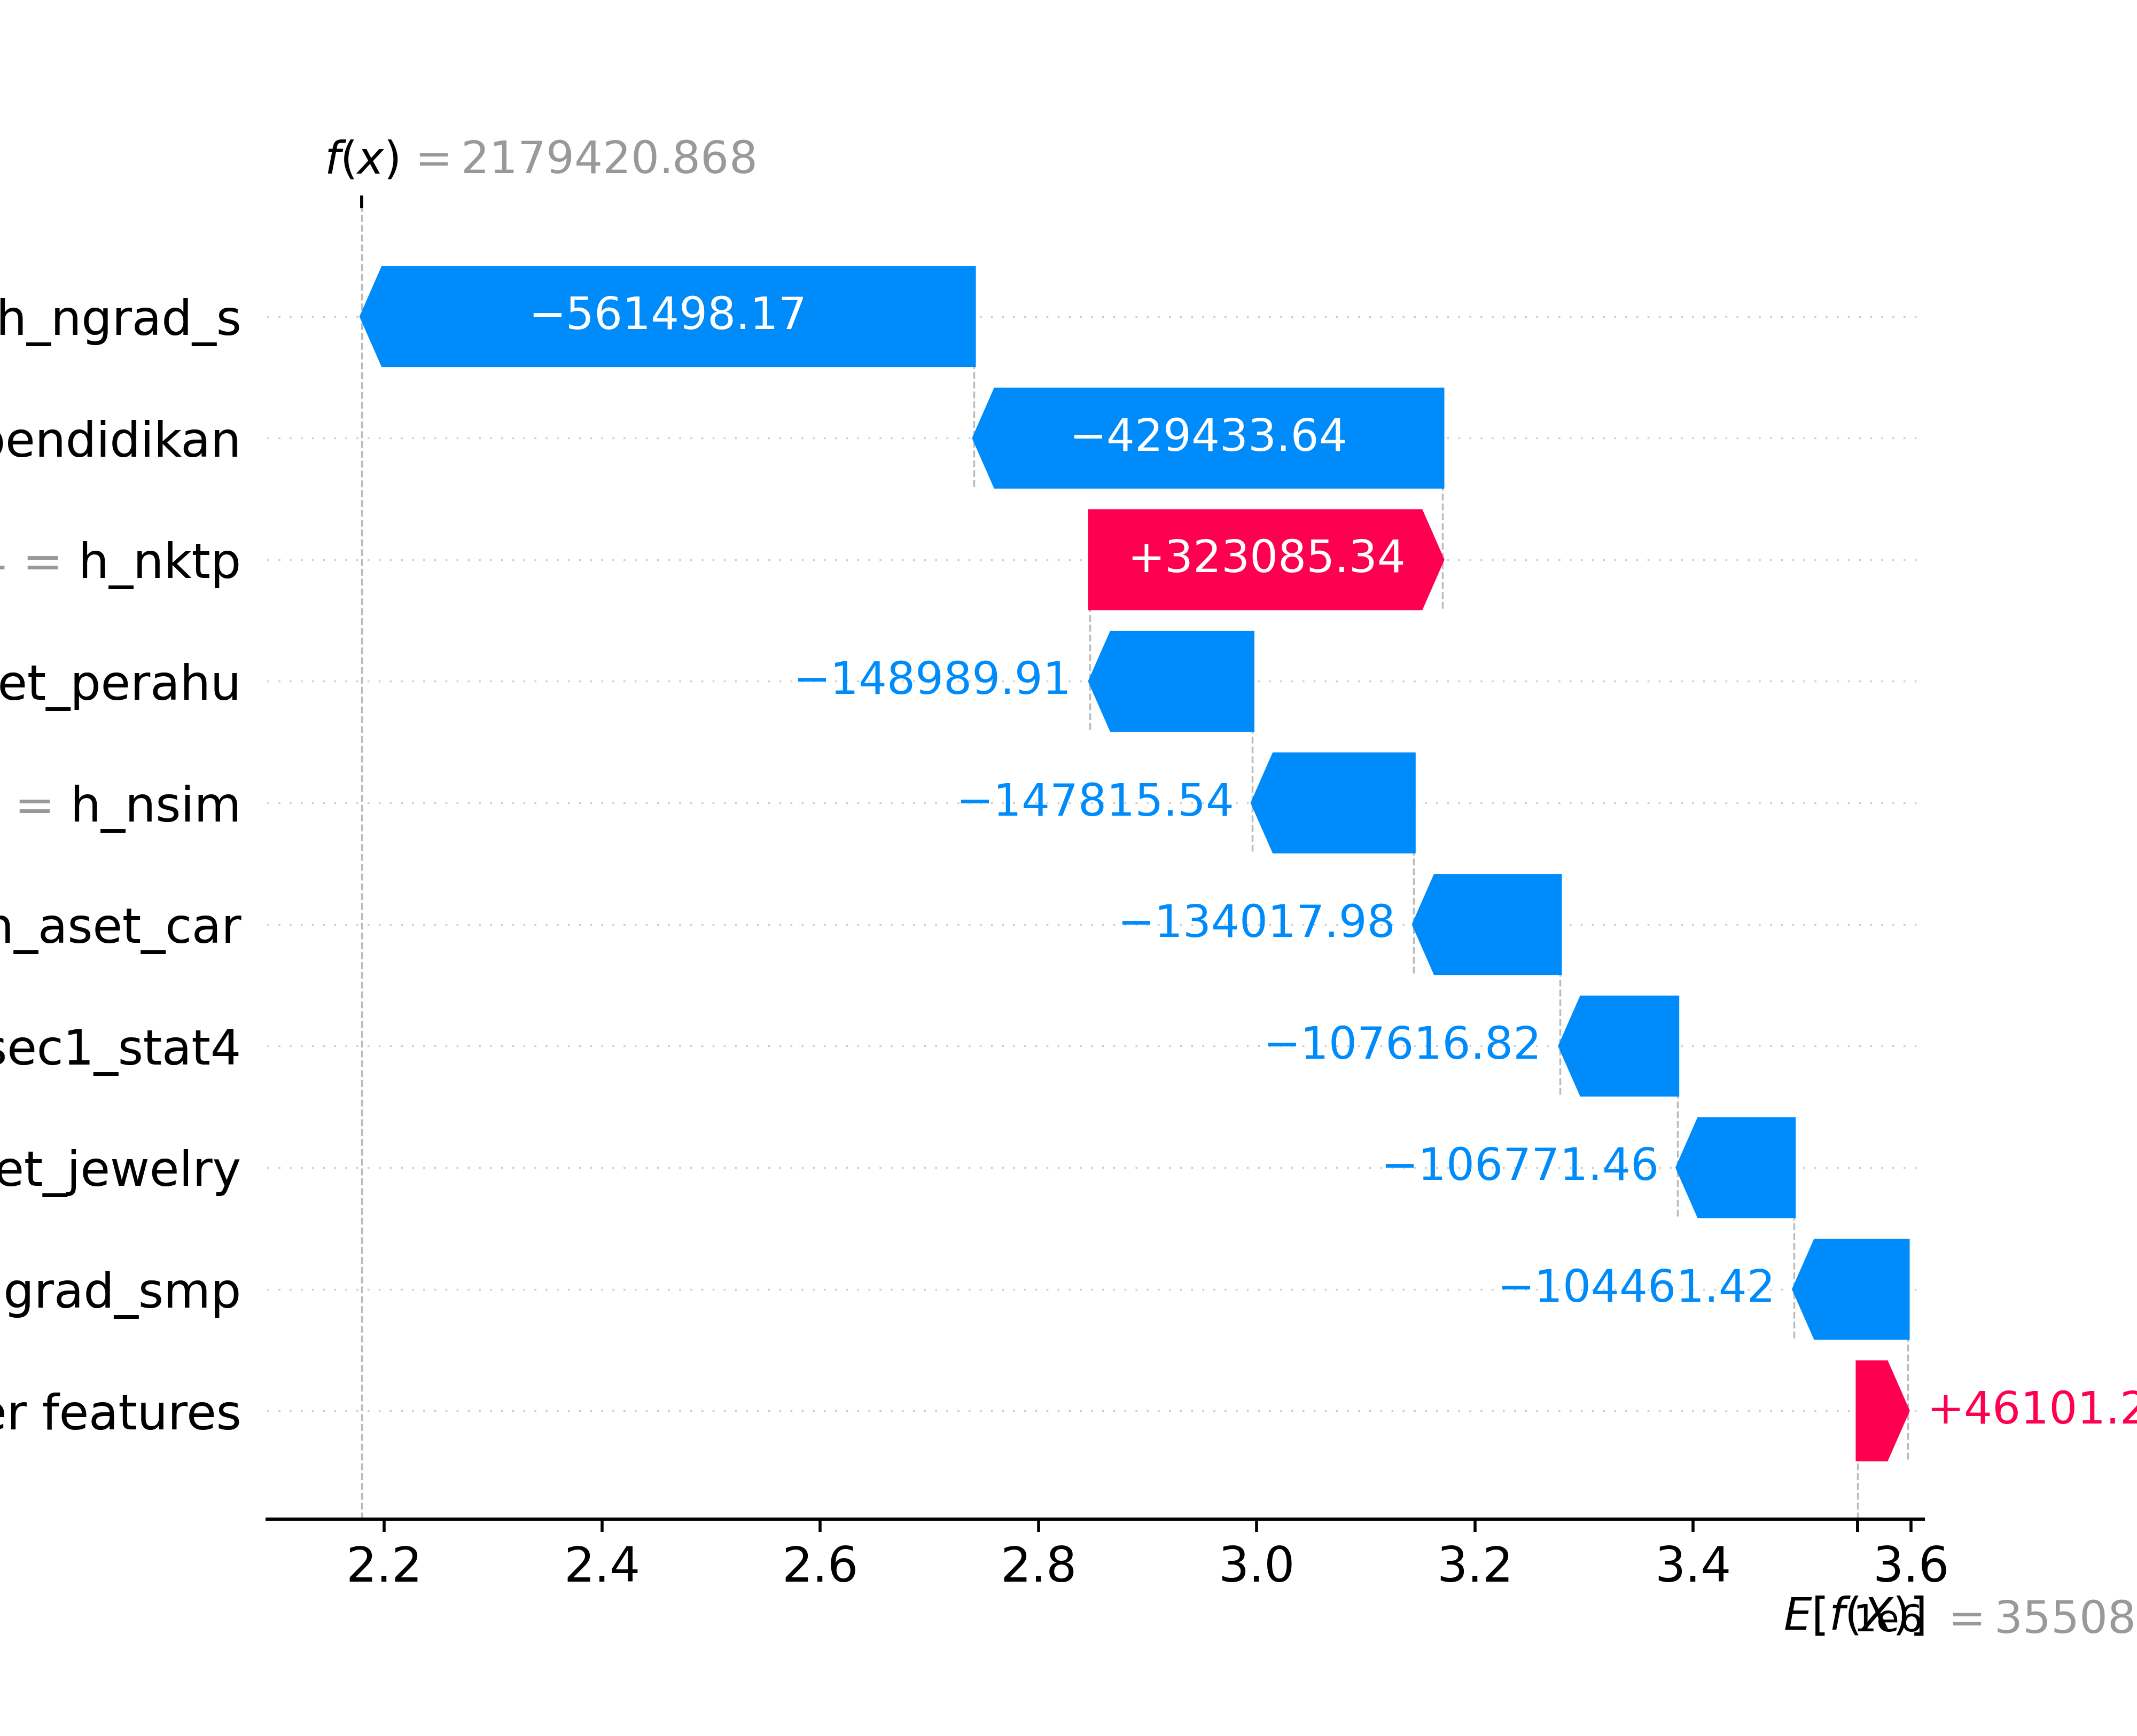 f(x) = 2179420.868
h_ngrad_s −561498.17
pendidikan −429433.64
= h_nktp +323085.34
et_perahu −148989.91
= h_nsim −147815.54
h_aset_car −134017.98
sec1_stat4 −107616.82
et_jewelry −106771.46
grad_smp −104461.42
er features +46101.2
2.2 2.4 2.6 2.8 3.0 3.2 3.4 3.6
1e6
E[f(X)] = 35508